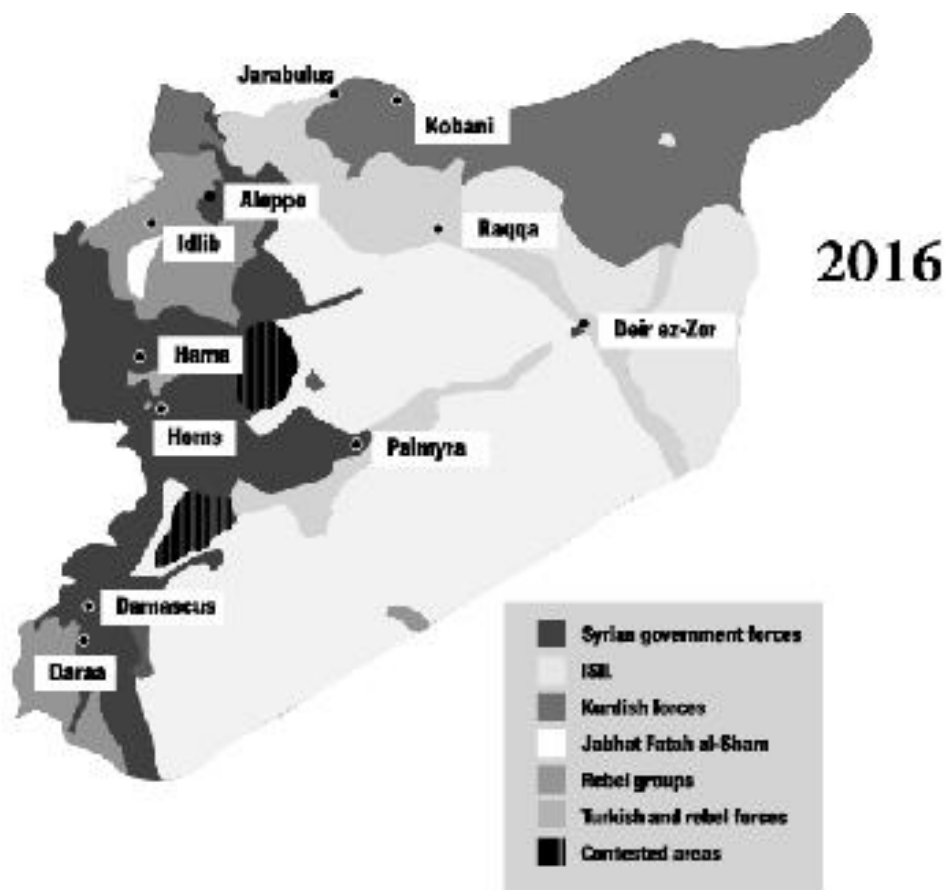 Jarabulus
Kobani
Aleppo
Idlib
Raqqa
2016
Deir ez-Zor
Hama
Homs
Palmyra
Damascus
Daraa
Syrian government forces
ISIL
Kurdish forces
Jabhat Fatah al-Sham
Rebel groups
Turkish and rebel forces
Contested areas